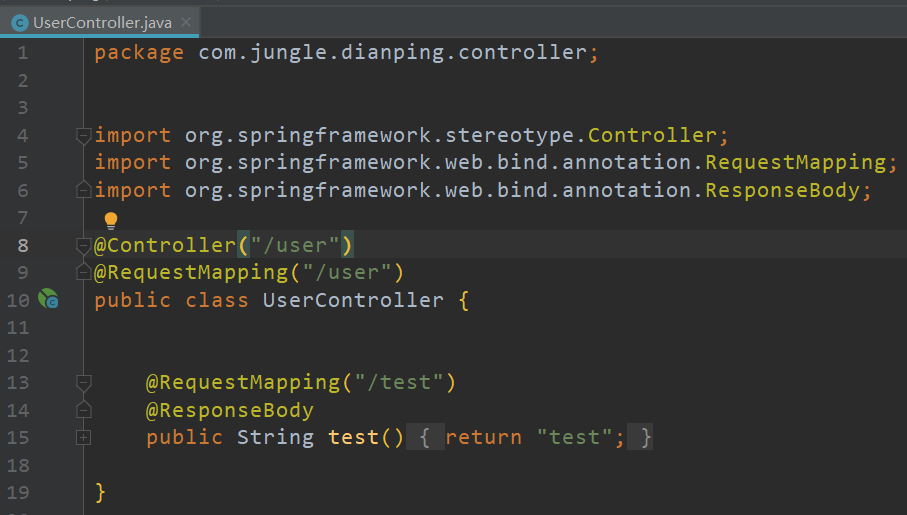 UserController.java
1 package com.jungle.dianping.controller;
2
3
4 import org.springframework.stereotype.Controller;
5 import org.springframework.web.bind.annotation.RequestMapping;
6 import org.springframework.web.bind.annotation.ResponseBody;
7
8 @Controller("/user")
9 @RequestMapping("/user")
10 public class UserController {
11
12
13     @RequestMapping("/test")
14     @ResponseBody
15     public String test() { return "test"; }
18
19 }